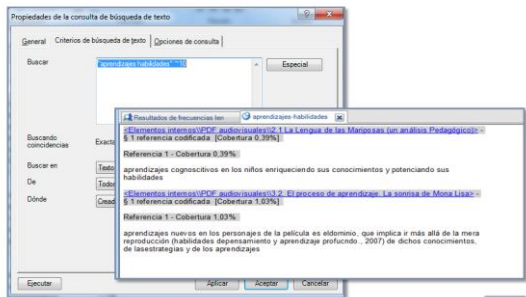 Propiedades de la consulta de búsqueda de texto
General Criterios de búsqueda de texto Opciones de consulta
Buscar
"aprendizajes habilidades" ~10
Especial
Buscando
coincidencias
Exacta
Buscar en
Texto
De
Todos
Dónde
Cread
Resultados de frecuencias
aprendizajes-habilidades
<Elementos internos\\PDF audiovisuales\\2.1.La Lengua de las Mariposas (un análisis Pedagógico)> -
§ 1 referencia codificada [Cobertura 0,39%]
Referencia 1 - Cobertura 0,39%
aprendizajes cognoscitivos en los niños enriqueciendo sus conocimientos y potenciando sus
habilidades
<Elementos internos\\PDF audiovisuales\\3.2. El proceso de aprendizaje. La sonrisa de Mona Lisa> -
§ 1 referencia codificada [Cobertura 1,03%]
Referencia 1 - Cobertura 1,03%
aprendizajes nuevos en los personajes de la película es eldominio, que implica ir más allá de la mera
reproducción (habilidades depensamiento y aprendizaje profucndo., 2007) de dichos conocimientos,
de lasestrategias y de los aprendizajes
Ejecutar Aplicar Aceptar Cancelar